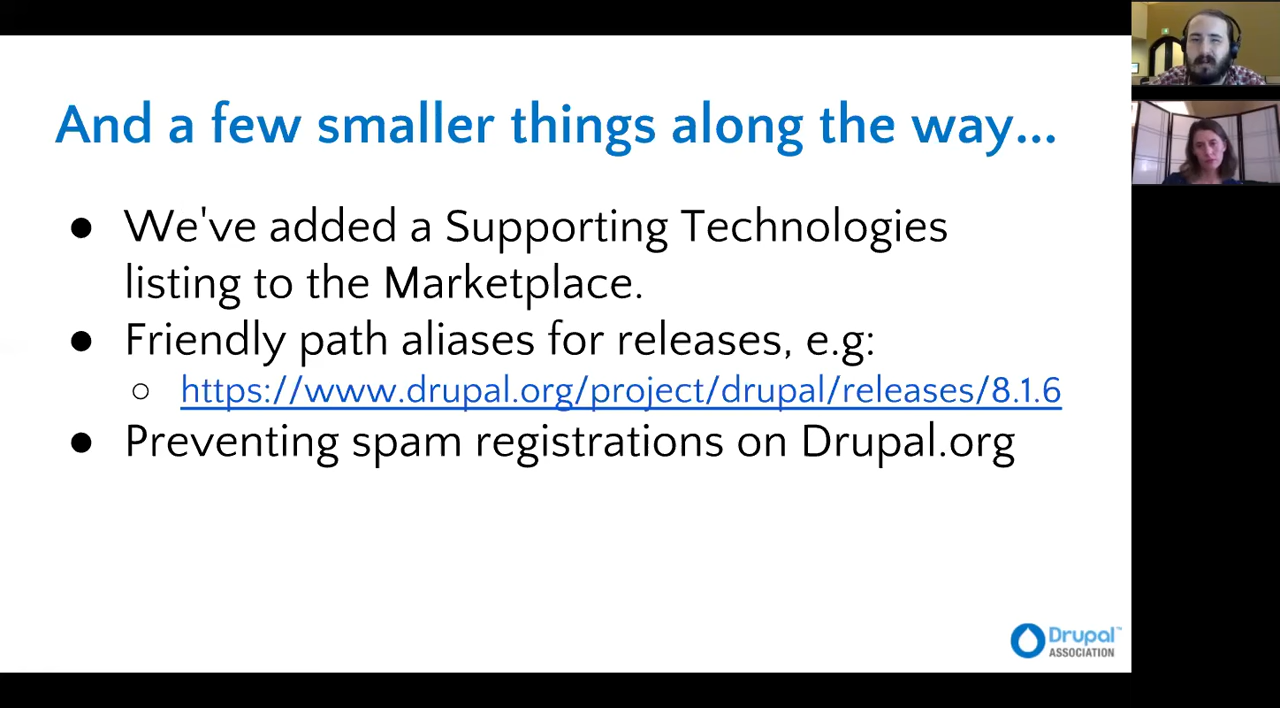 And a few smaller things along the way...
● We've added a Supporting Technologies
listing to the Marketplace.
● Friendly path aliases for releases, e.g:
○ https://www.drupal.org/project/drupal/releases/8.1.6
● Preventing spam registrations on Drupal.org
Drupal™
ASSOCIATION